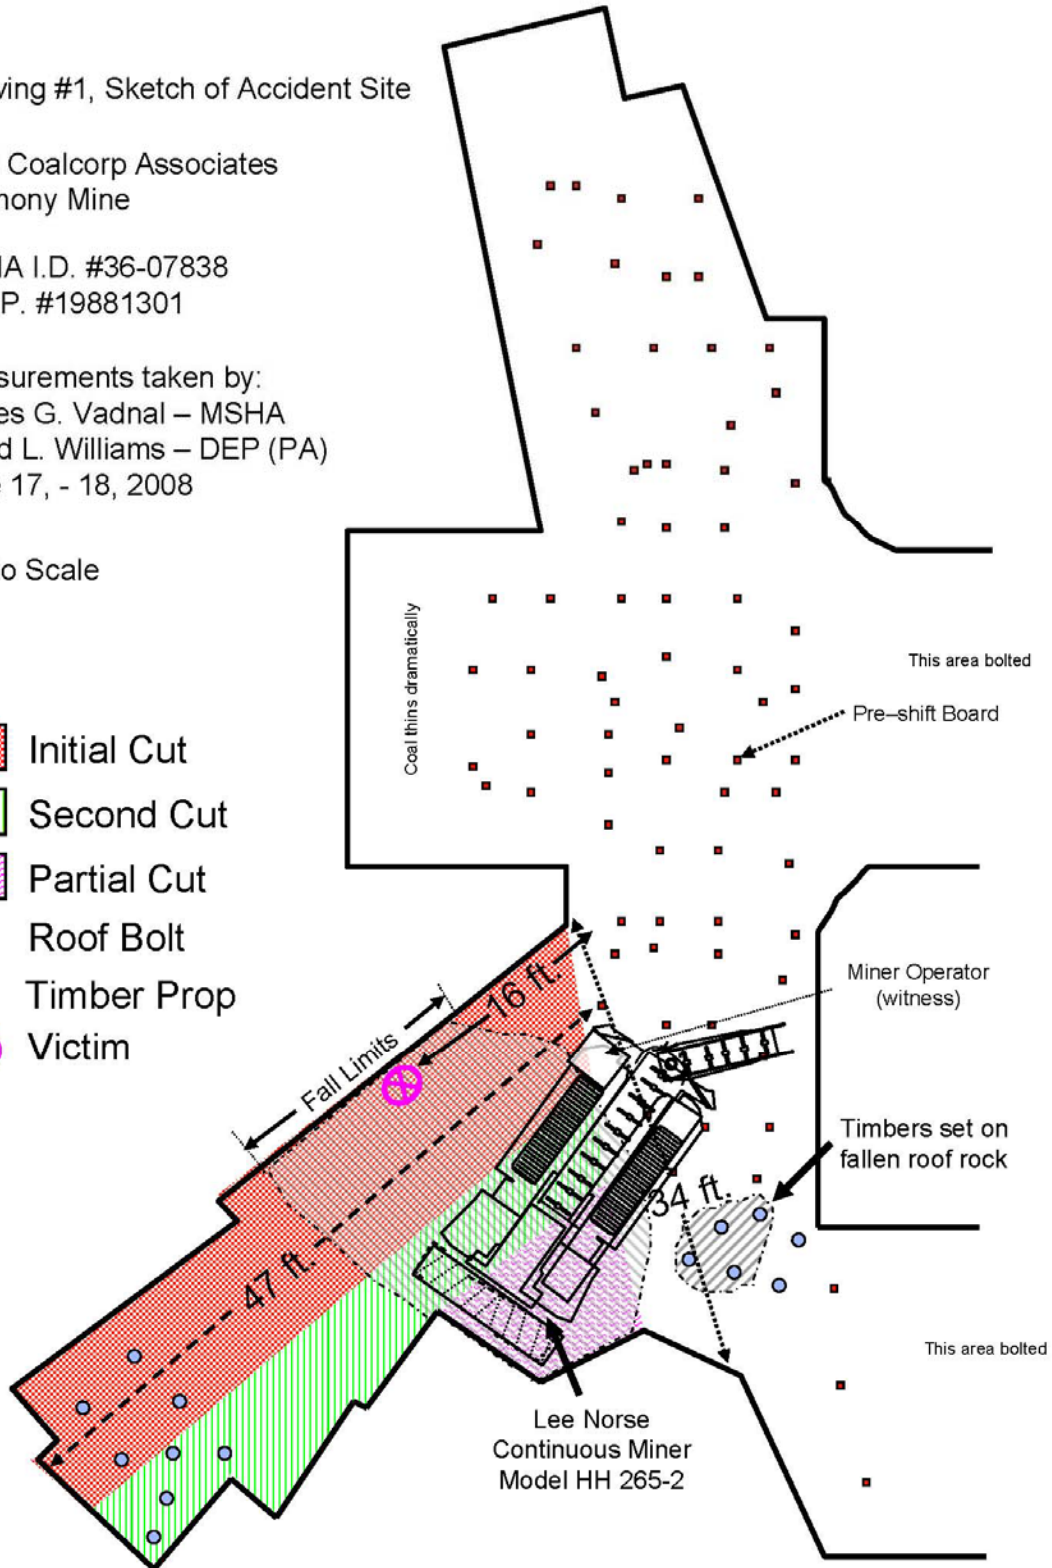 ving #1, Sketch of Accident Site
Coalcorp Associates
mony Mine
IA I.D. #36-07838
P. #19881301
surements taken by:
es G. Vadnal – MSHA
d L. Williams – DEP (PA)
e 17, - 18, 2008
o Scale
Coal thins dramatically
This area bolted
Pre–shift Board
Initial Cut
Second Cut
Partial Cut
Roof Bolt
Timber Prop
Victim
Miner Operator
(witness)
16 ft.
Fall Limits
Timbers set on
fallen roof rock
34 ft.
47 ft.
This area bolted
Lee Norse
Continuous Miner
Model HH 265-2